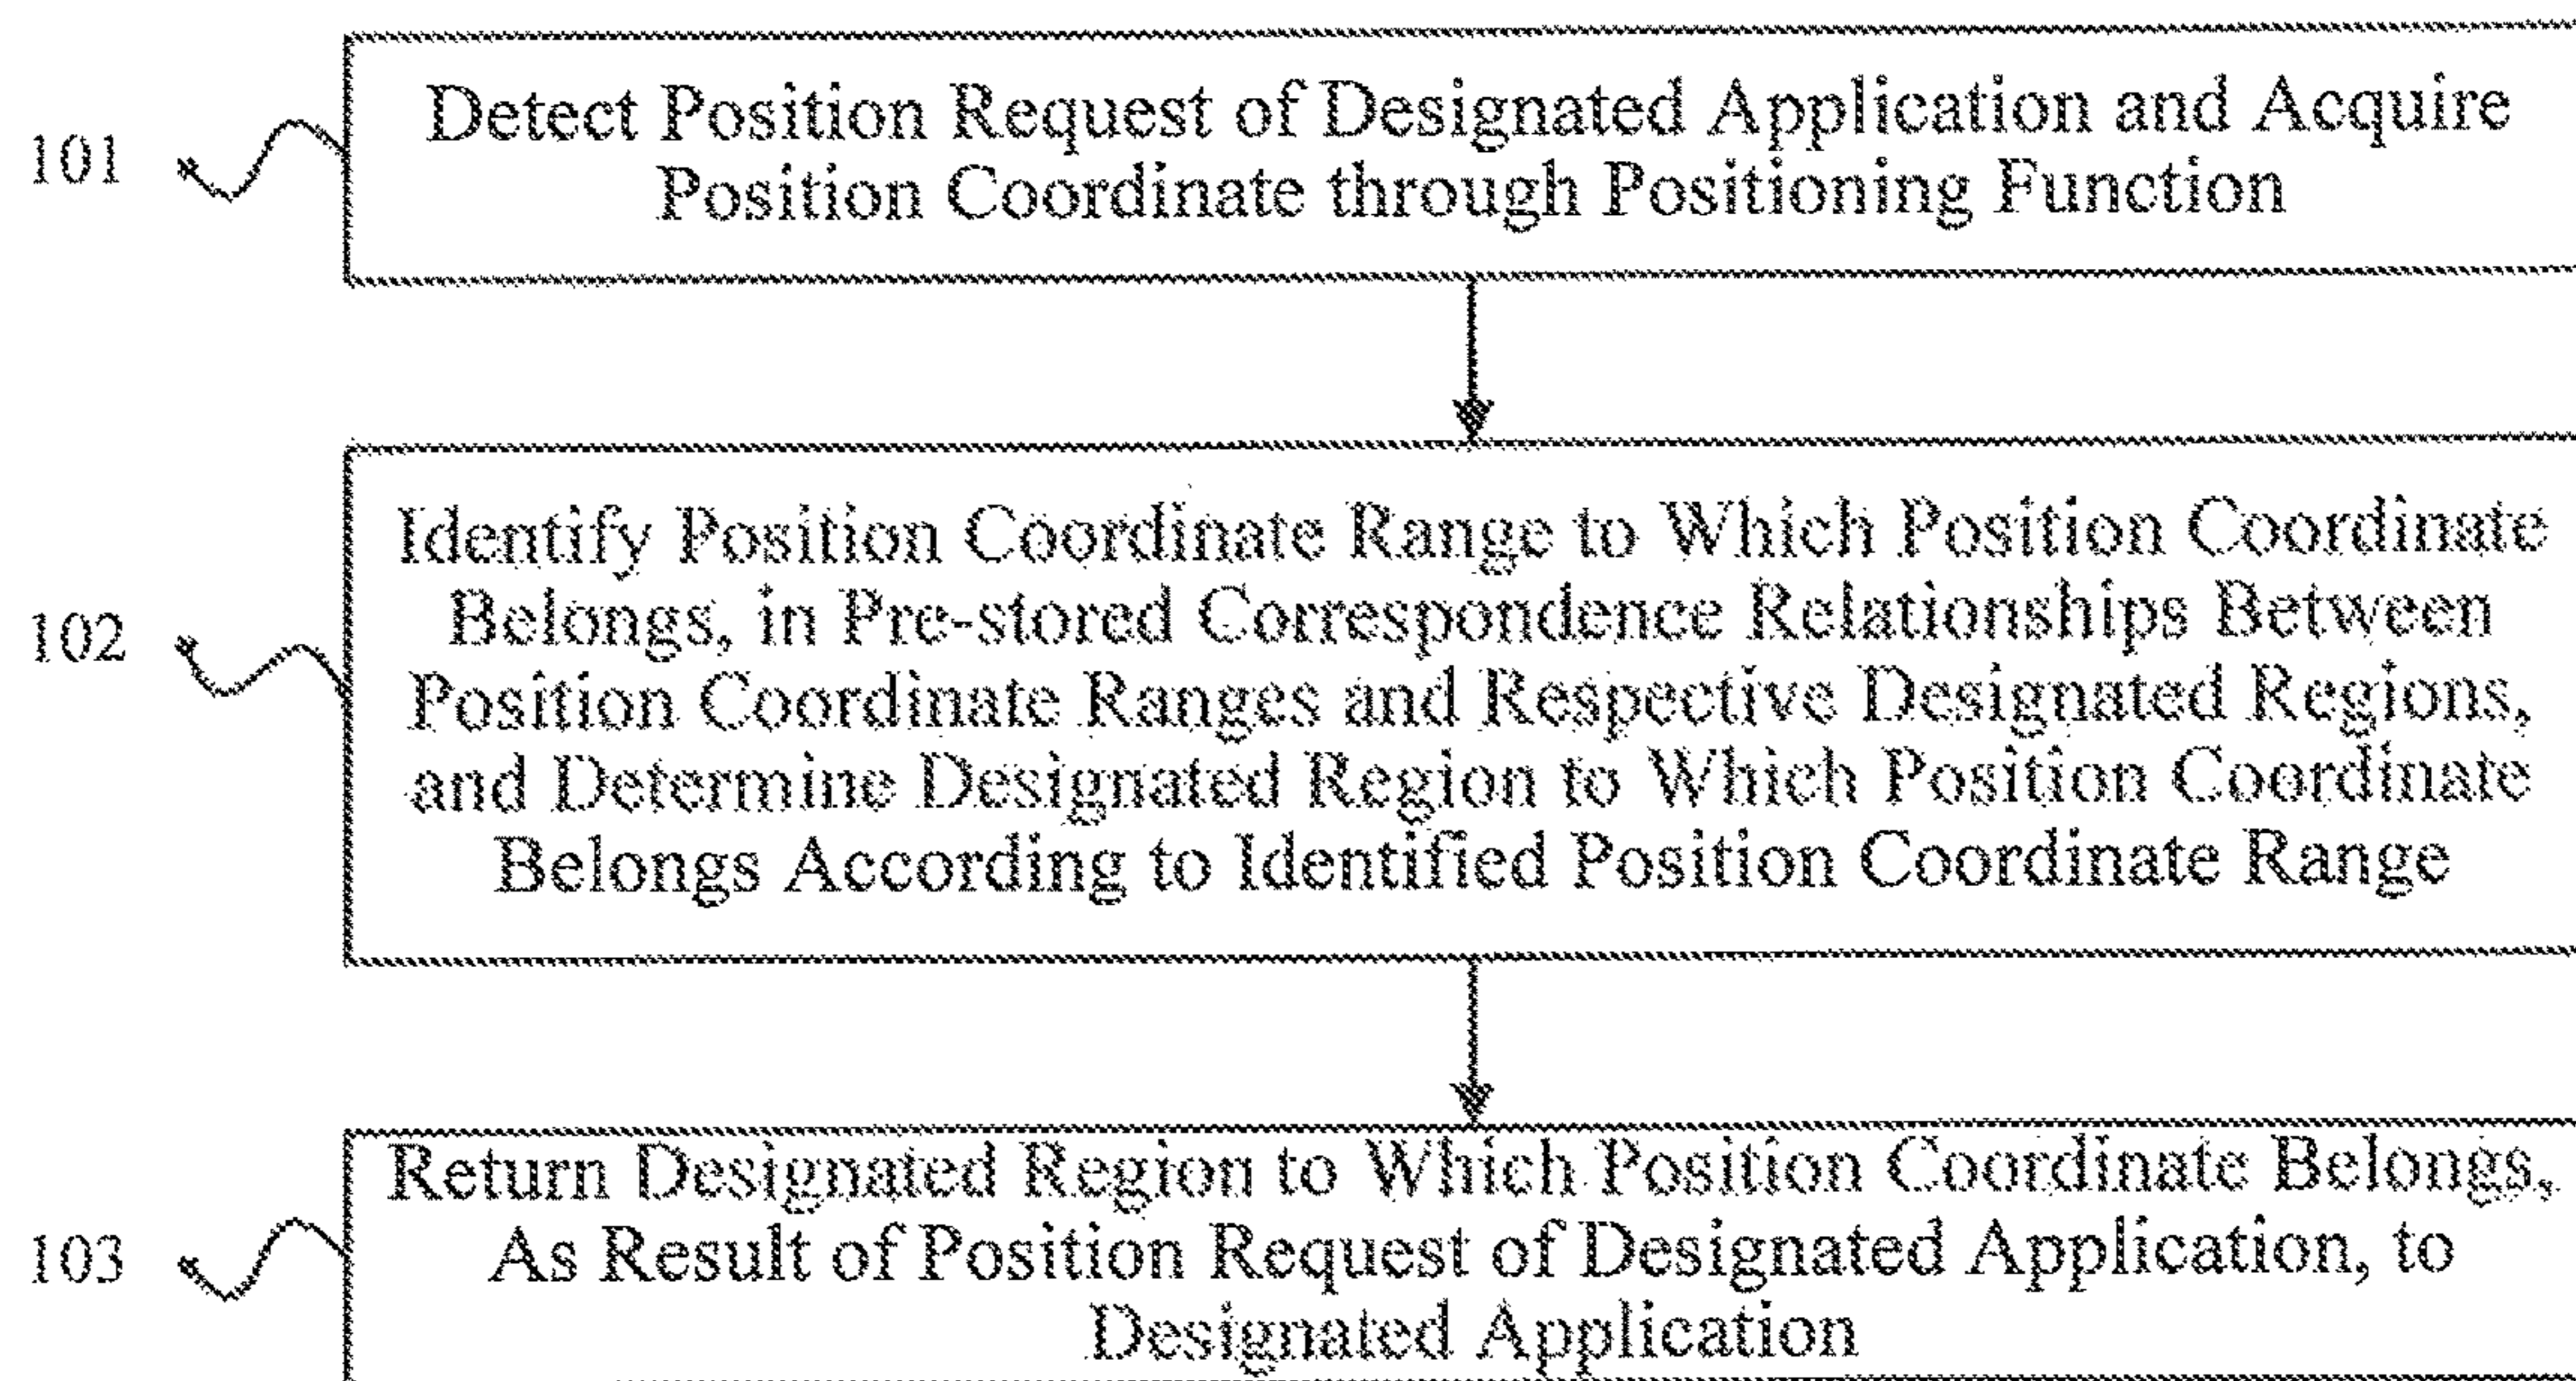 101
Detect Position Request of Designated Application and Acquire
Position Coordinate through Positioning Function
102
Identify Position Coordinate Range to Which Position Coordinate
Belongs, in Pre-stored Correspondence Relationships Between
Position Coordinate Ranges and Respective Designated Regions,
and Determine Designated Region to Which Position Coordinate
Belongs According to Identified Position Coordinate Range
103
Return Designated Region to Which Position Coordinate Belongs,
As Result of Position Request of Designated Application, to
Designated Application